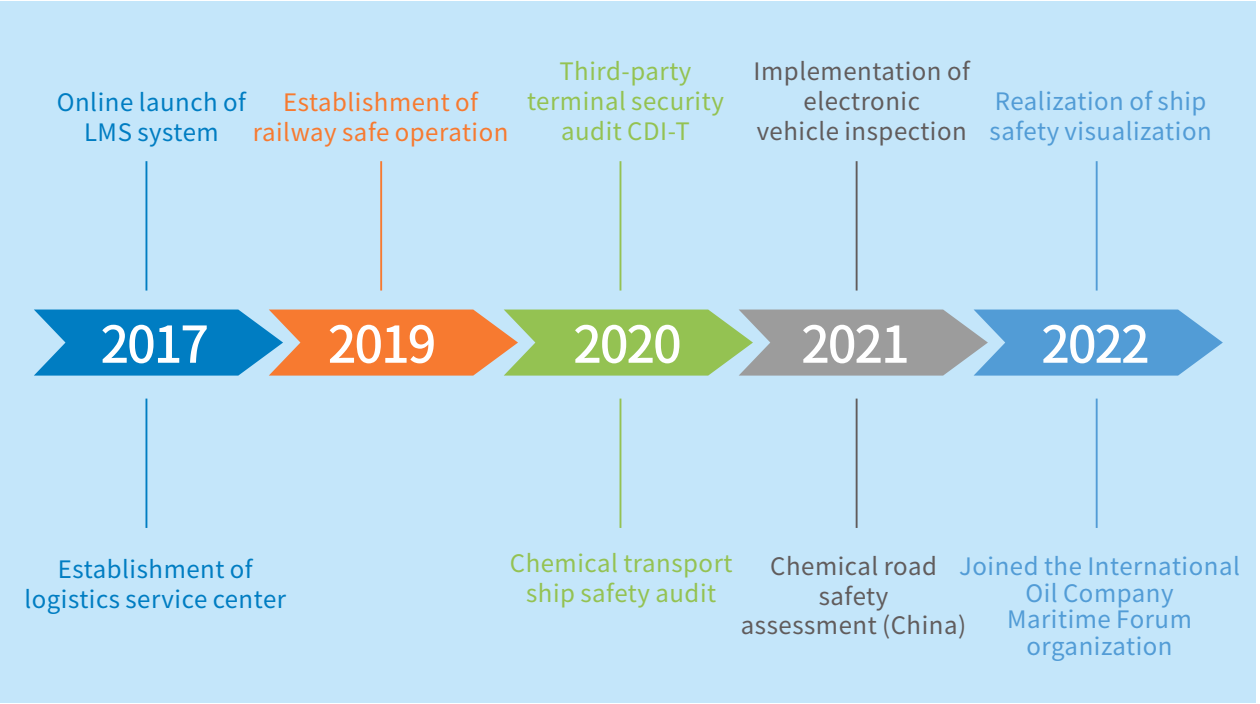 Online launch of
LMS system
Establishment of
railway safe operation
Third-party
terminal security
audit CDI-T
Implementation of
electronic
vehicle inspection
Realization of ship
safety visualization
2017
2019
2020
2021
2022
Establishment of
logistics service center
Chemical transport
ship safety audit
Chemical road
safety
assessment (China)
Joined the International
Oil Company
Maritime Forum
organization